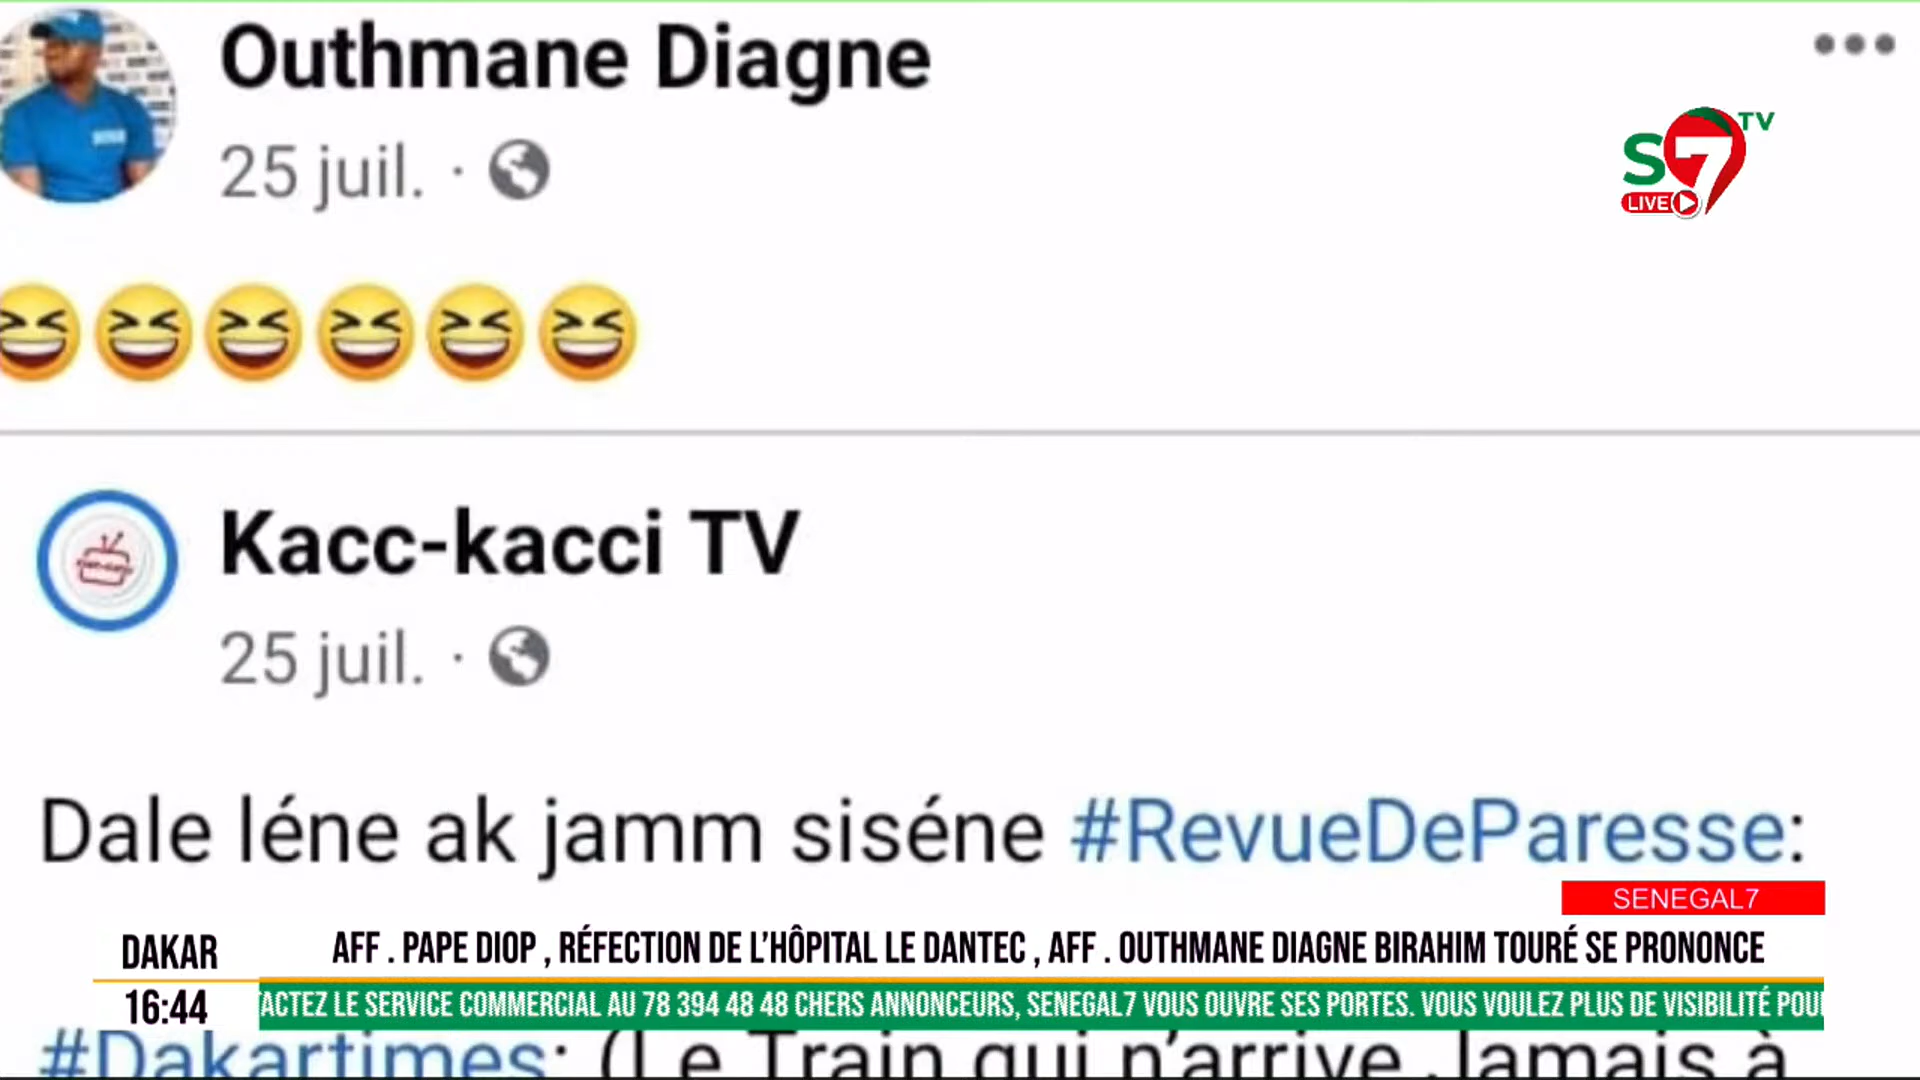 Outhmane Diagne
25 juil. ·
TV
S7
LIVE
😆😆😆😆😆😆
Kacc-kacci TV
25 juil. ·
Dale léne ak jamm siséne #RevueDeParesse:
SENEGAL7
DAKAR
AFF . PAPE DIOP , RÉFECTION DE L'HÔPITAL LE DANTEC , AFF . OUTHMANE DIAGNE BIRAHIM TOURÉ SE PRONONCE
16:44
TACTEZ LE SERVICE COMMERCIAL AU 78 394 48 48 CHERS ANNONCEURS, SENEGAL7 VOUS OUVRE SES PORTES. VOUS VOULEZ PLUS DE VISIBILITÉ POU
#Dakartimes: (Le Train qui n'arrive Jamais à